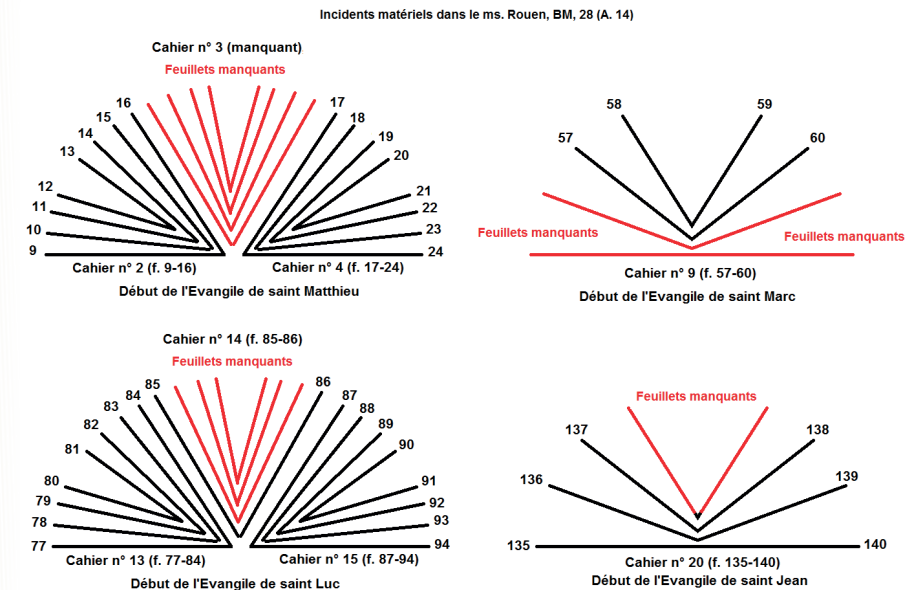 Incidents matériels dans le ms. Rouen, BM, 28 (A. 14)
Cahier n° 3 (manquant)
Feuillets manquants
16
15
14
13
12
11
10
9
17
18
19
20
21
22
23
24
Cahier n° 2 (f. 9-16)
Cahier n° 4 (f. 17-24)
Début de l'Evangile de saint Matthieu
58
59
57
60
Feuillets manquants
Feuillets manquants
Cahier n° 9 (f. 57-60)
Début de l'Evangile de saint Marc
Cahier n° 14 (f. 85-86)
Feuillets manquants
85
84
83
82
81
80
79
78
77
86
87
88
89
90
91
92
93
94
Cahier n° 13 (f. 77-84)
Cahier n° 15 (f. 87-94)
Début de l'Evangile de saint Luc
Feuillets manquants
137
138
136
139
135
140
Cahier n° 20 (f. 135-140)
Début de l'Evangile de saint Jean